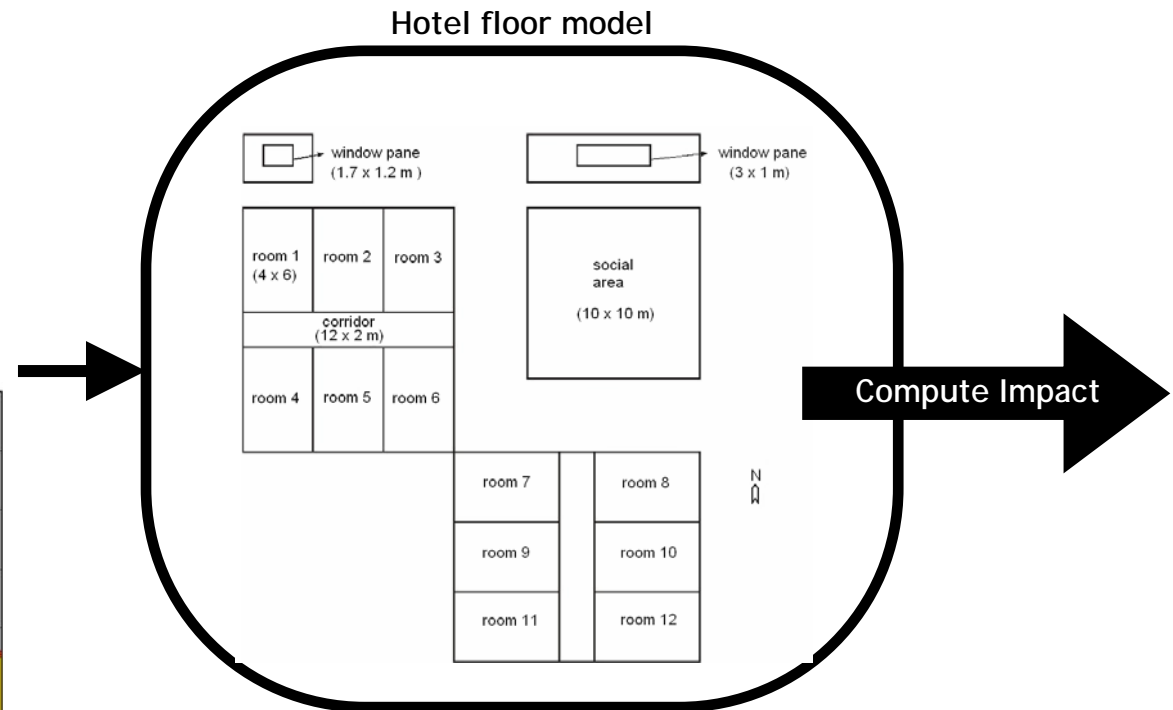 Hotel floor model
window pane
(1.7 x 1.2 m )
window pane
(3 x 1 m)
room 1
(4 x 6)
room 2
room 3
social
area
(10 x 10 m)
corridor
(12 x 2 m)
room 4
room 5
room 6
Compute Impact
room 7
room 8
N
room 9
room 10
room 11
room 12